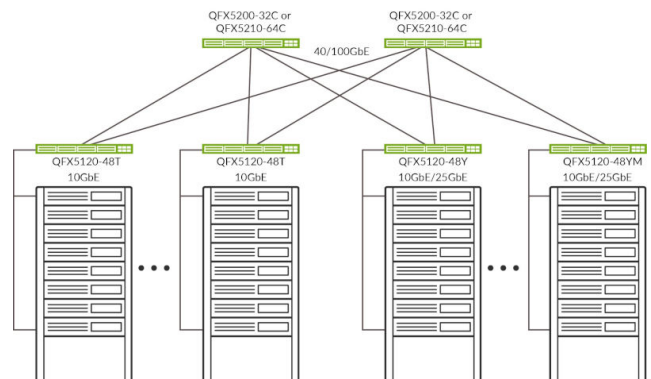 QFX5200-32C or
QFX5210-64C
QFX5200-32C or
QFX5210-64C
40/100GbE
QFX5120-48T
10GbE
QFX5120-48T
10GbE
QFX5120-48Y
10GbE/25GbE
QFX5120-48YM
10GbE/25GbE